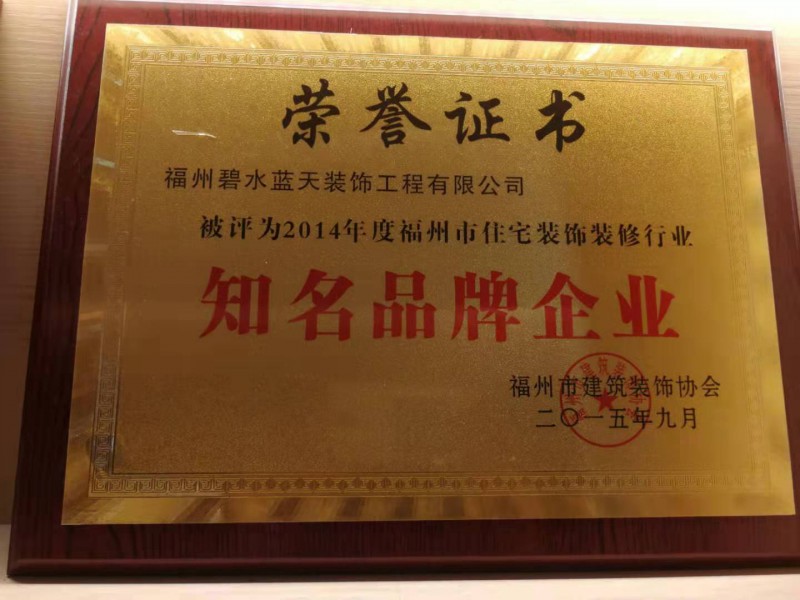 荣誉证书
福州碧水蓝天装饰工程有限公司
被评为2014年度福州市住宅装饰装修行业
知名品牌企业
福州市建筑装饰协会
二〇一五年九月